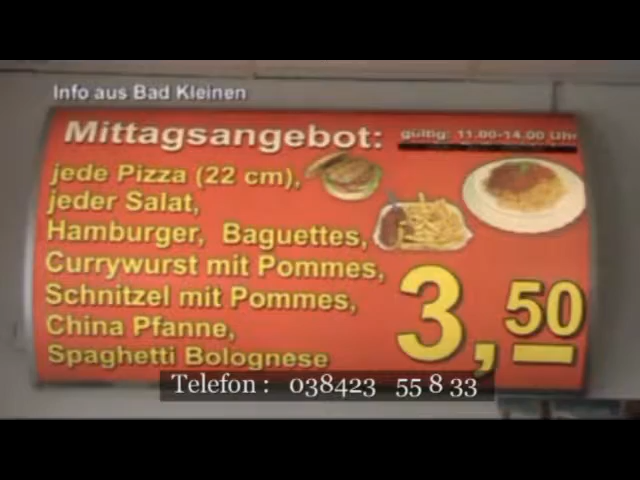 Info aus Bad Kleinen
Mittagsangebot:
gültig: 11.00-14.00 Uhr
jede Pizza (22 cm),
jeder Salat,
Hamburger, Baguettes,
Currywurst mit Pommes,
Schnitzel mit Pommes,
China Pfanne,
Spaghetti Bolognese
3,50
Telefon : 038423 55 8 33